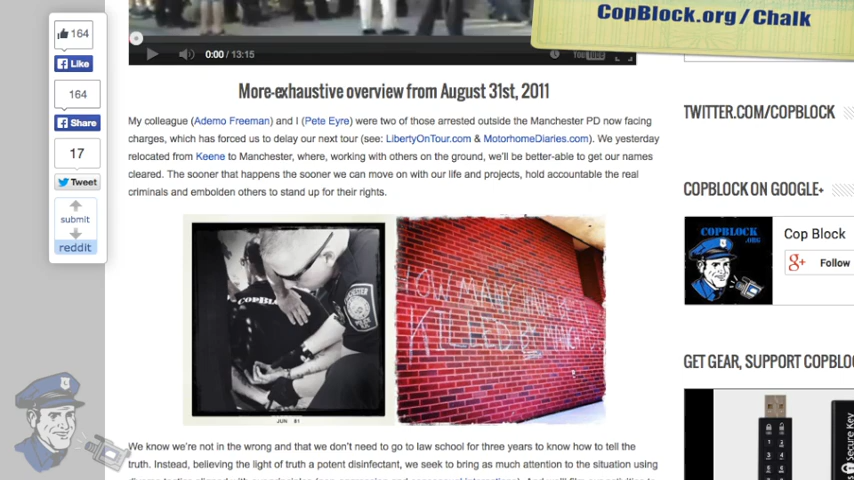 CopBlock.org/Chalk
164
Like
0:00 / 13:15
YouTube
More-exhaustive overview from August 31st, 2011
164
Share
My colleague (Ademo Freeman) and I (Pete Eyre) were two of those arrested outside the Manchester PD now facing
charges, which has forced us to delay our next tour (see: LibertyOnTour.com & MotorhomeDiaries.com). We yesterday
relocated from Keene to Manchester, where, working with others on the ground, we'll be better-able to get our names
cleared. The sooner that happens the sooner we can move on with our life and projects, hold accountable the real
criminals and embolden others to stand up for their rights.
17
Tweet
submit
reddit
TWITTER.COM/COPBLOCK
COPBLOCK ON GOOGLE+
COPBLOCK
.ORG
Cop Block
g+ Follow
HOW MANY HAVE BEEN
KILLED BY MANCH
JUN 81
GET GEAR, SUPPORT COPBLO
Secure Key
We know we're not in the wrong and that we don't need to go to law school for three years to know how to tell the
truth. Instead, believing the light of truth a potent disinfectant, we seek to bring as much attention to the situation using